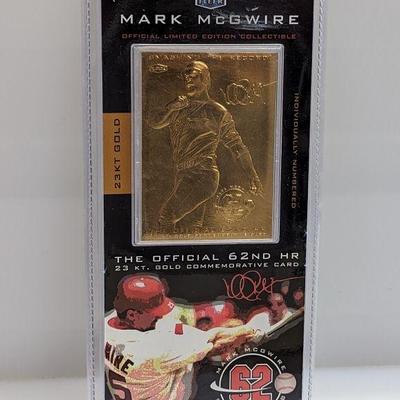 FLEER
MARK McGWIRE
OFFICIAL LIMITED EDITION COLLECTIBLE
23KT GOLD
INDIVIDUALLY NUMBERED
THE OFFICIAL 62ND HR
23 KT. GOLD COMMEMORATIVE CARD
MARK McGWIRE
62